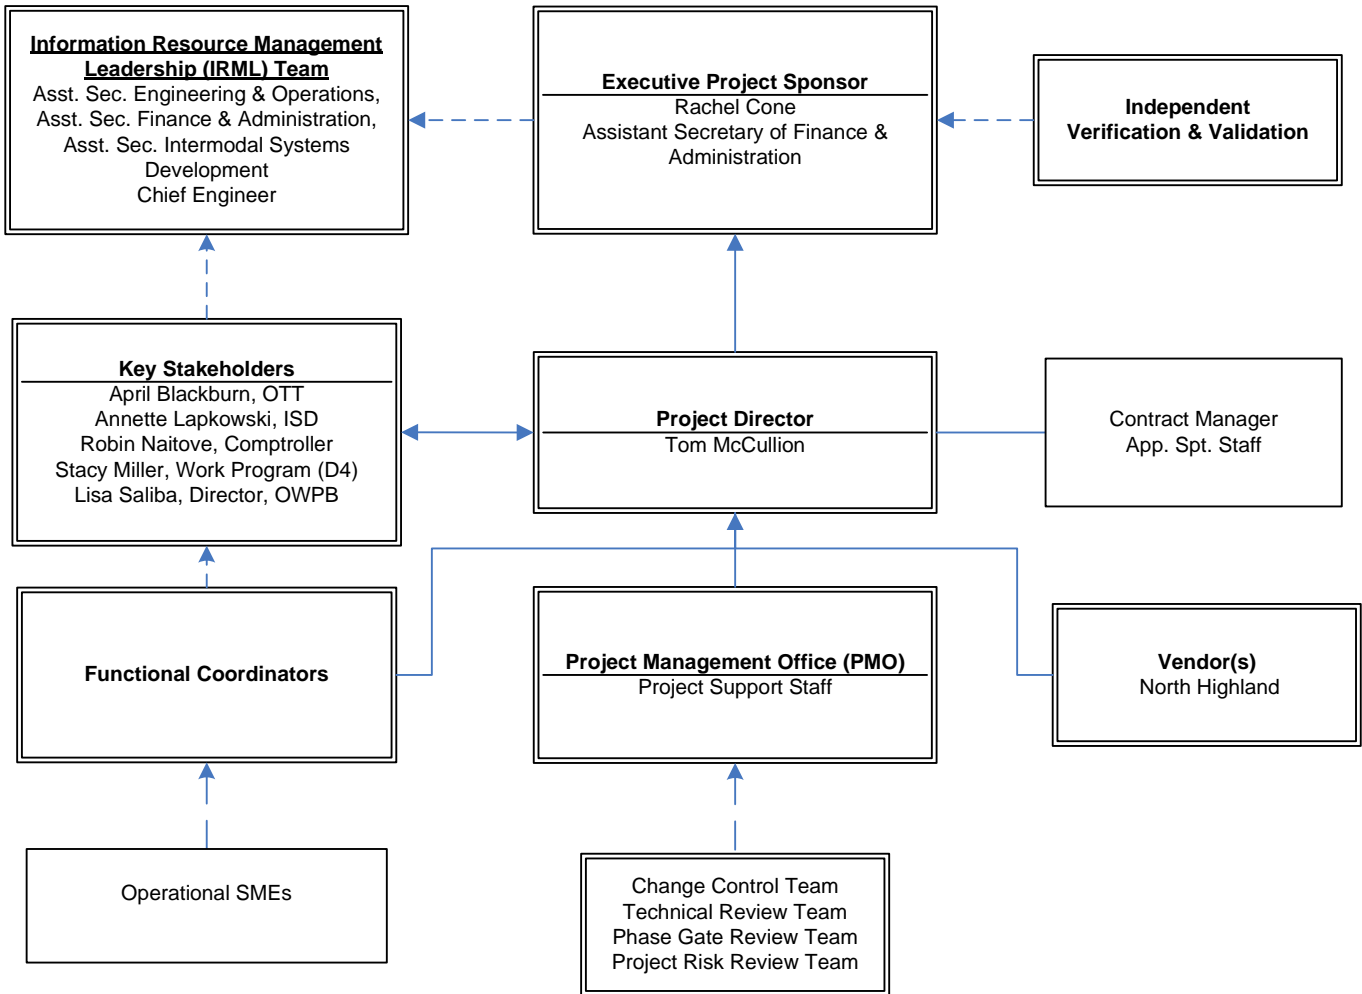 Information Resource Management
Leadership (IRML) Team
Asst. Sec. Engineering & Operations,
Asst. Sec. Finance & Administration,
Asst. Sec. Intermodal Systems
Development
Chief Engineer
Executive Project Sponsor
Rachel Cone
Assistant Secretary of Finance &
Administration
Independent
Verification & Validation
Key Stakeholders
April Blackburn, OTT
Annette Lapkowski, ISD
Robin Naitove, Comptroller
Stacy Miller, Work Program (D4)
Lisa Saliba, Director, OWPB
Project Director
Tom McCullion
Contract Manager
App. Spt. Staff
Functional Coordinators
Project Management Office (PMO)
Project Support Staff
Vendor(s)
North Highland
Operational SMEs
Change Control Team
Technical Review Team
Phase Gate Review Team
Project Risk Review Team